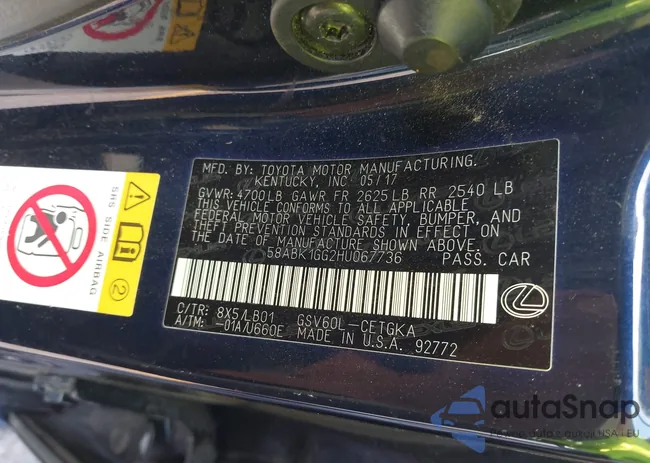 MFD. BY: TOYOTA MOTOR MANUFACTURING,
KENTUCKY, INC 05/17
GVWR: 4700LB GAWR FR 2625LB RR 2540 LB
THIS VEHICLE CONFORMS TO ALL APPLICABLE
FEDERAL MOTOR VEHICLE SAFETY, BUMPER, AND
THEFT PREVENTION STANDARDS IN EFFECT ON
THE DATE OF MANUFACTURE SHOWN ABOVE.
58ABK1GG2HU067736 PASS. CAR
C/TR: 8X5/LB01 GSV60L-CETGKA
A/TM: -01A/U660E MADE IN U.S.A. 92772
SRS SIDE AIRBAG
2
autoSnap